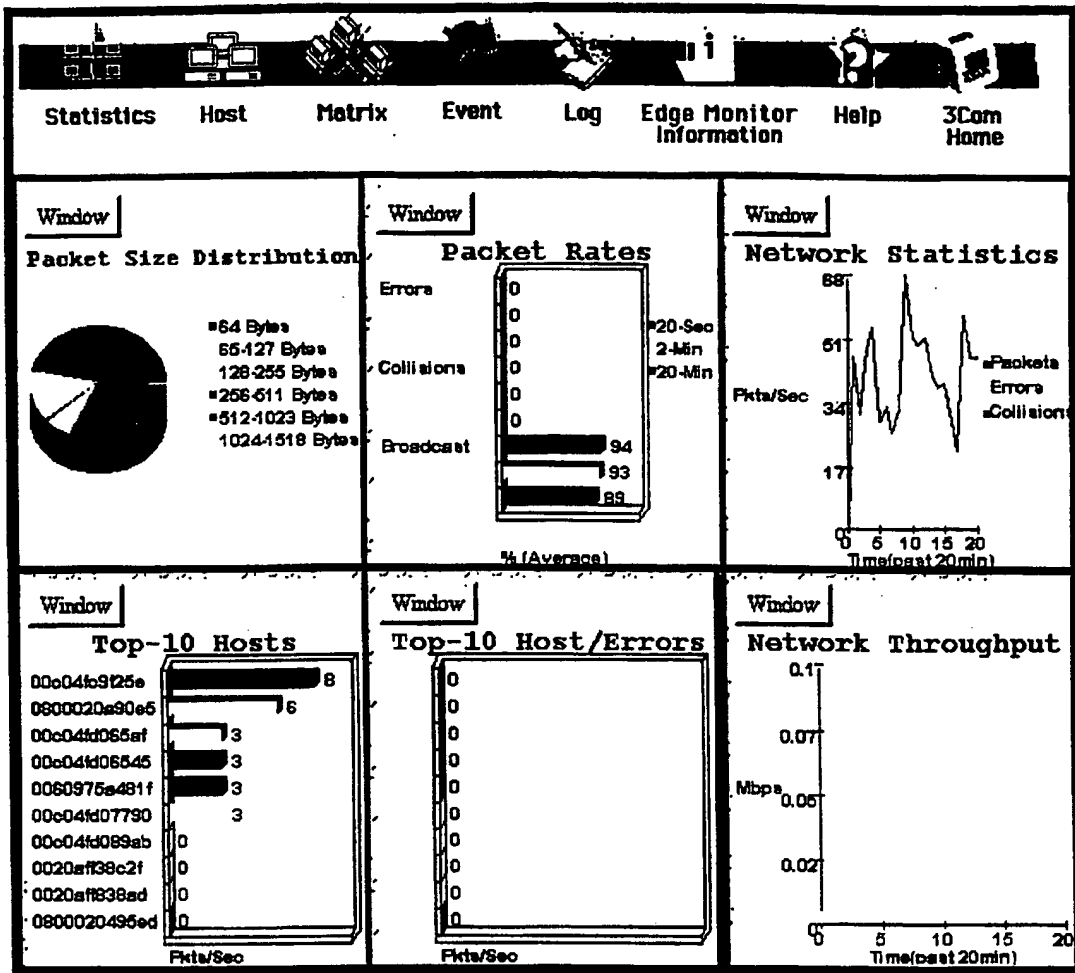 Statistics
Host
Matrix
Event
Log
Edge Monitor
Information
Help
3Com
Home
Window
Packet Size Distribution
64 Bytes
65-127 Bytes
128-255 Bytes
256-511 Bytes
512-1023 Bytes
1024-1518 Bytes
Window
Packet Rates
Errors
0
0
0
Collisions
0
0
0
Broadcast
94
93
89
20-Sec
2-Min
20-Min
% (Average)
Window
Network Statistics
68
51
Pkts/Sec
34
17
0
0 5 10 15 20
Time(past 20min)
Packets
Errors
Collisions
Window
Top-10 Hosts
00c04fc9f25e 8
0800020a90e5 6
00c04fd065af 3
00c04fd06545 3
0060975a481f 3
00c04fd07790 3
00c04fd089ab 0
0020aff38c2f 0
0020aff838ad 0
0800020495ed 0
Pkts/Sec
Window
Top-10 Host/Errors
0
0
0
0
0
0
0
0
0
0
Pkts/Sec
Window
Network Throughput
0.1
0.07
Mbps
0.05
0.02
0
0 5 10 15 20
Time(past 20min)